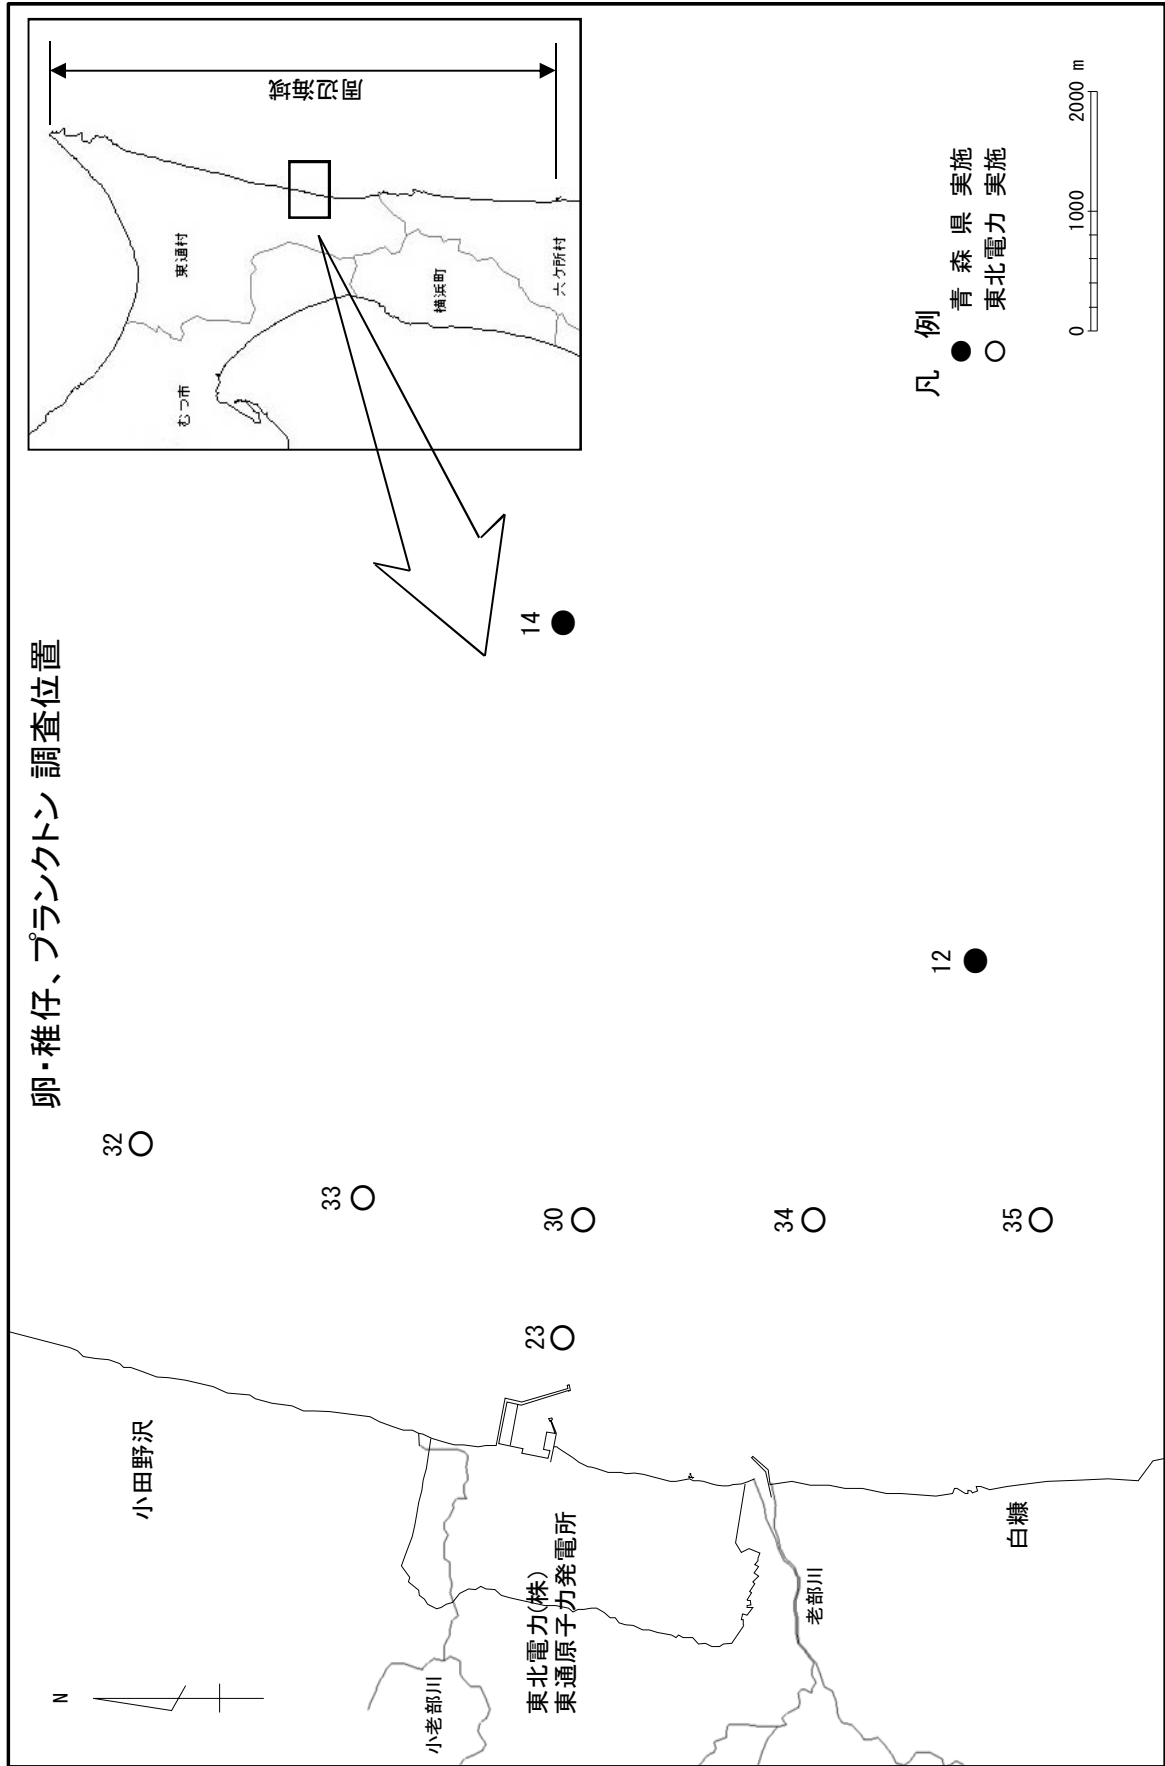 卵・稚仔、プランクトン 調査位置
N
小田野沢
小老部川
東北電力(株)
東通原子力発電所
老部川
白糠
32
33
30
23
34
35
14
12
周辺海域
東通村
むつ市
横浜町
六ケ所村
凡 例
● 青 森 県 実施
○ 東北電力 実施
0 1000 2000 m